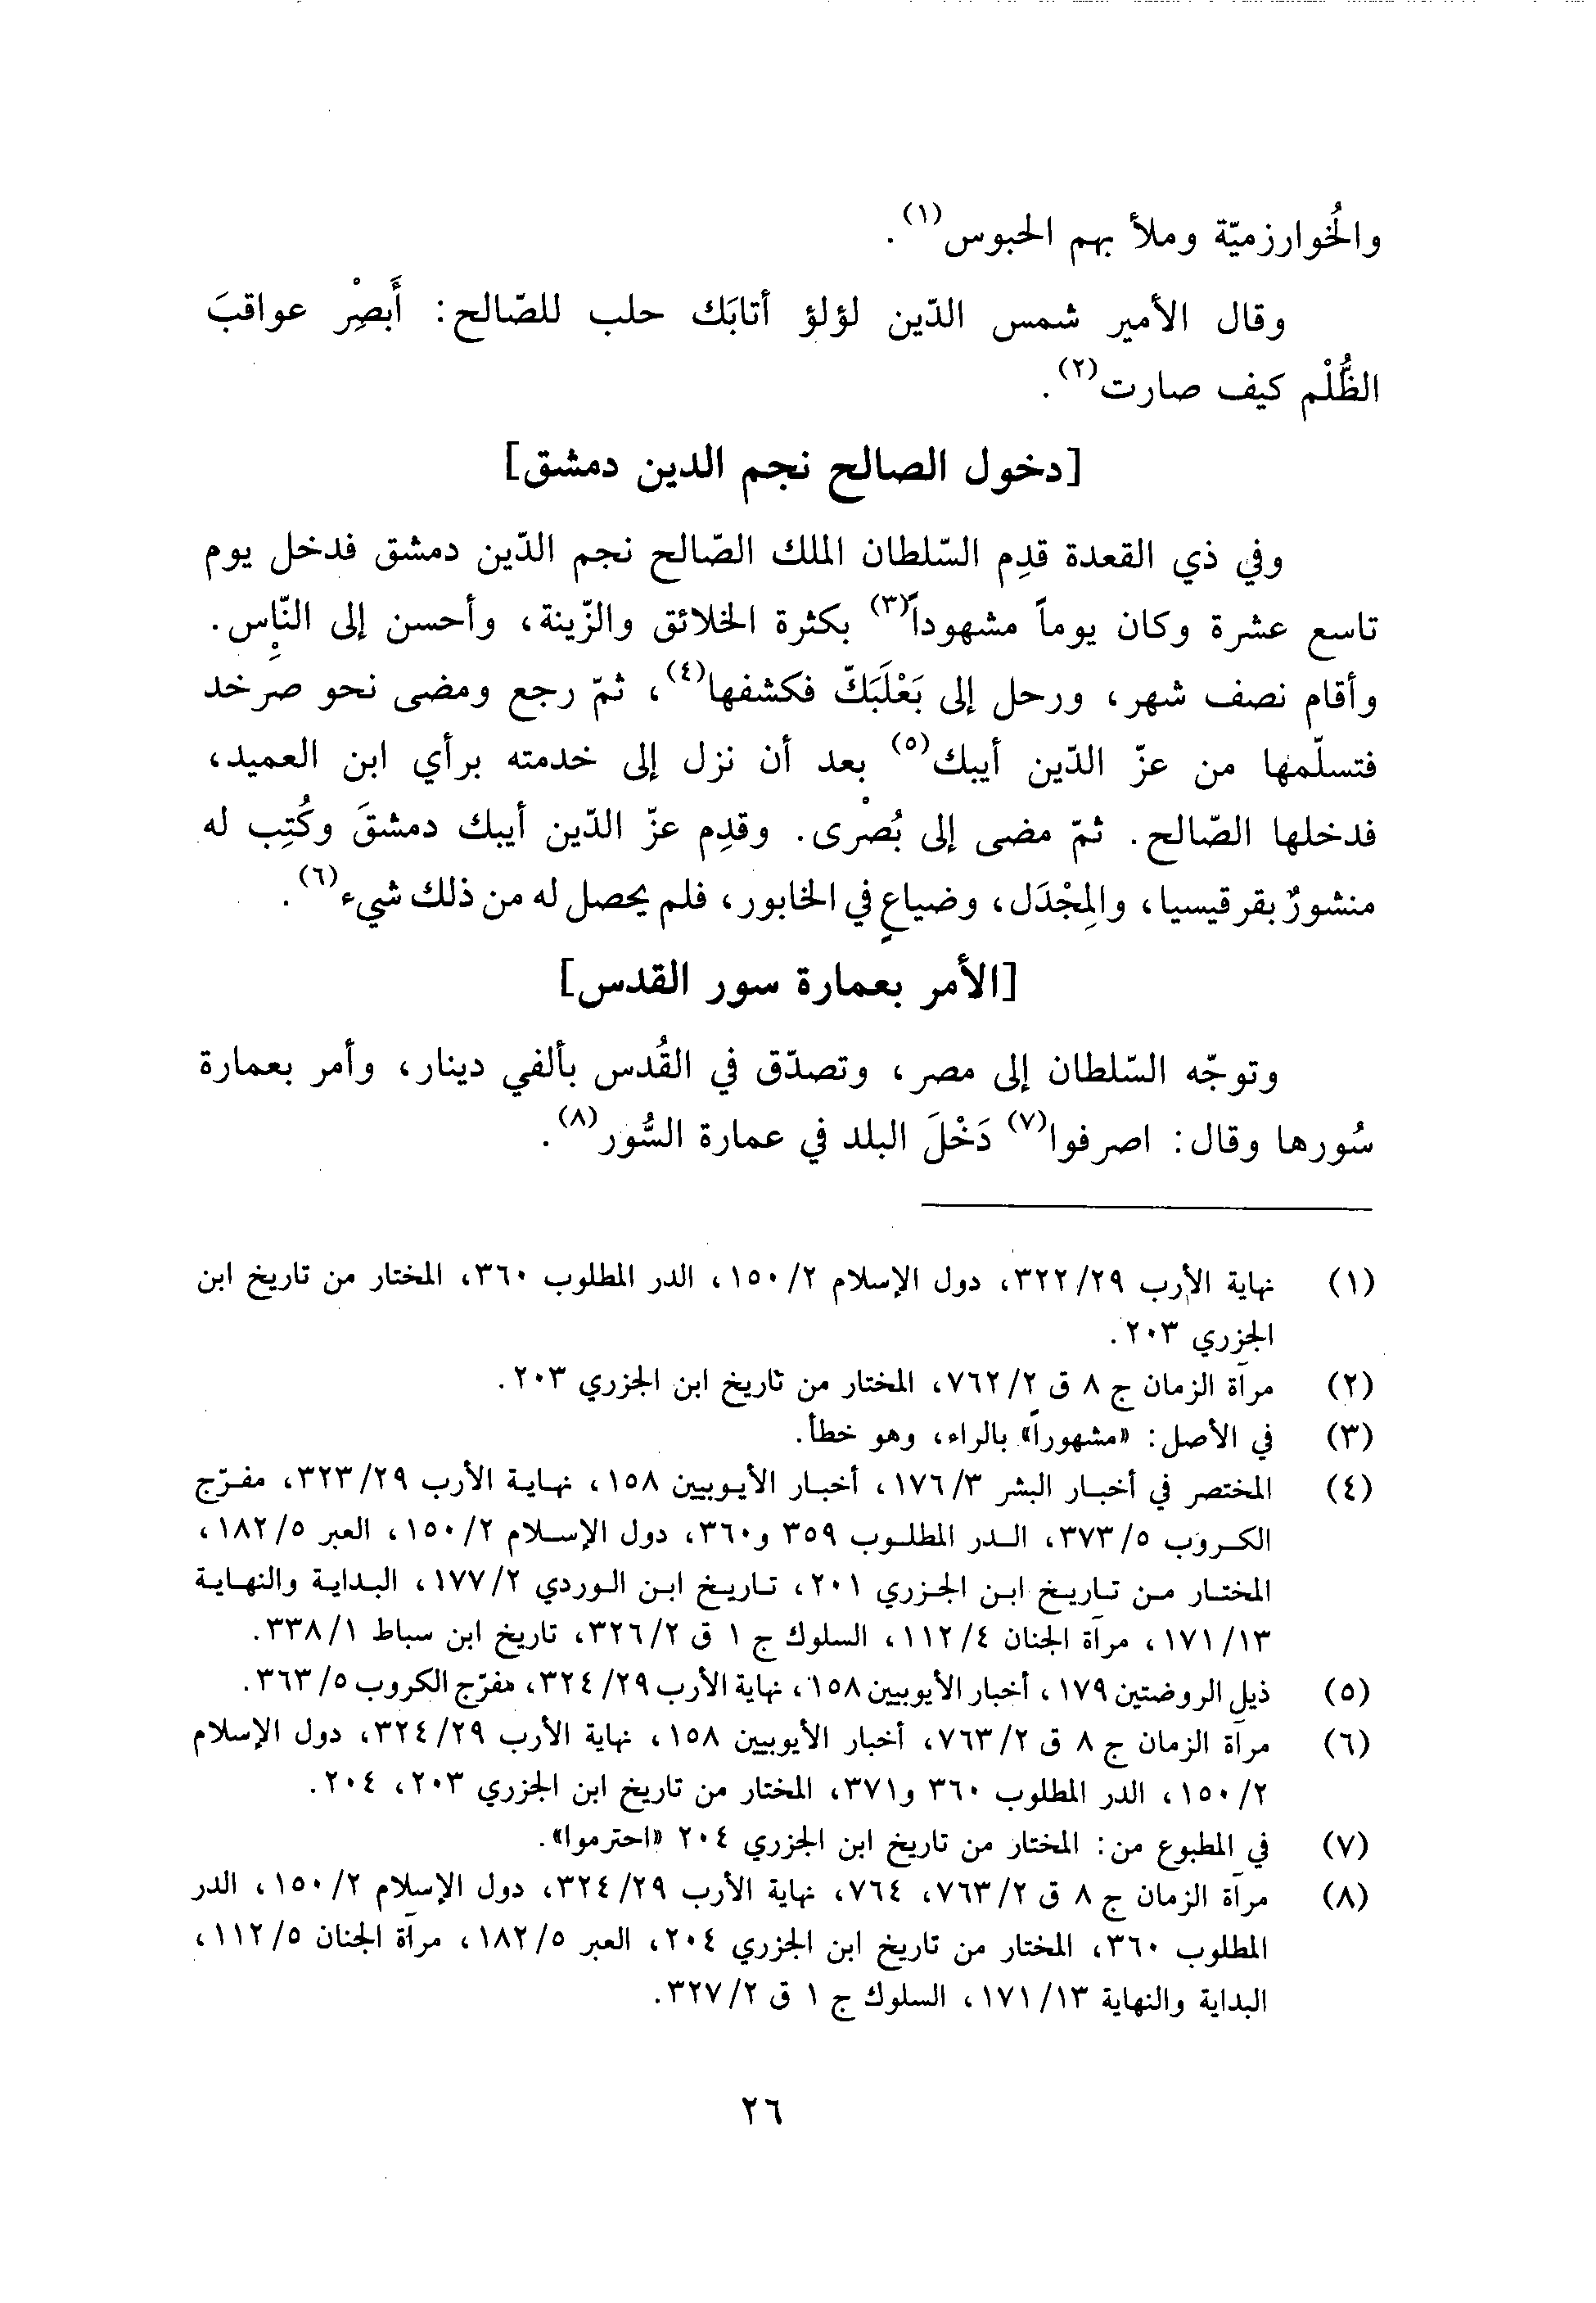 والُخوارزميّة وملأ بهم الحبوس(١).
وقال الأمير شمس الدّين لؤلؤ أتابَك حلب للصّالح: أَبصِْر عواقبَ
الظُّلْم كيف صارت(٢).
[دخول الصالح نجم الدين دمشق]
وفي ذي القعدة قدِم السّلطان الملك الصّالح نجم الدّين دمشق فدخل يوم
تاسع عشرة وكان يوماً مشهوداً(٣) بكثرة الخلائق والزّينة، وأحسن إلى النّاس.
وأقام نصف شهر، ورحل إلى بَعْلَبَكّ فكشفها(٤)، ثمّ رجع ومضى نحو صرخد
فتسلّمها من عزّ الدّين أيبك(٥) بعد أن نزل إلى خدمته برأي ابن العميد،
فدخلها الصّالح. ثمّ مضى إلى بُصْرى. وقدِم عزّ الدّين أيبك دمشقَ وكُتِب له
منشورٌ بقرقيسيا، والمِجْدَل، وضياعٍ في الخابور، فلم يحصل له من ذلك شيء(٦).
[الأمر بعمارة سور القدس]
وتوجّه السّلطان إلى مصر، وتصدّق في القُدس بألفي دينار، وأمر بعمارة
سُورها وقال: اصرفوا(٧) دَخْلَ البلد في عمارة السُّور(٨).
(١) نهاية الأرب ٢٩/٣٢٢، دول الإسلام ٢/١٥٠، الدر المطلوب ٣٦٠، المختار من تاريخ ابن
الجزري ٢٠٣.
(٢) مرآة الزمان ج ٨ ق ٢/٧٦٢، المختار من تاريخ ابن الجزري ٢٠٣.
(٣) في الأصل: «مشهوراً» بالراء، وهو خطأ.
(٤) المختصر في أخبار البشر ٣/١٧٦، أخبار الأيوبيين ١٥٨، نهاية الأرب ٢٩/٣٢٣، مفرّج
الكروب ٥/٣٧٣، الدر المطلوب ٣٥٩ و٣٦٠، دول الإسلام ٢/١٥٠، العبر ٥/١٨٢،
المختار من تاريخ ابن الجزري ٢٠١، تاريخ ابن الوردي ٢/١٧٧، البداية والنهاية
١٣/١٧١، مرآة الجنان ٤/١١٢، السلوك ج ١ ق ٢/٣٢٦، تاريخ ابن سباط ١/٣٣٨.
(٥) ذيل الروضتين ١٧٩، أخبار الأيوبيين ١٥٨، نهاية الأرب ٢٩/٣٢٤، مفرّج الكروب ٥/٣٦٣.
(٦) مرآة الزمان ج ٨ ق ٢/٧٦٣، أخبار الأيوبيين ١٥٨، نهاية الأرب ٢٩/٣٢٤، دول الإسلام
٢/١٥٠، الدر المطلوب ٣٦٠ و٣٧١، المختار من تاريخ ابن الجزري ٢٠٣، ٢٠٤.
(٧) في المطبوع من: المختار من تاريخ ابن الجزري ٢٠٤ «احترموا».
(٨) مرآة الزمان ج ٨ ق ٢/٧٦٣، ٧٦٤، نهاية الأرب ٢٩/٣٢٤، دول الإسلام ٢/١٥٠، الدر
المطلوب ٣٦٠، المختار من تاريخ ابن الجزري ٢٠٤، العبر ٥/١٨٢، مرآة الجنان ٥/١١٢،
البداية والنهاية ١٣/١٧١، السلوك ج ١ ق ٢/٣٢٧.
٢٦